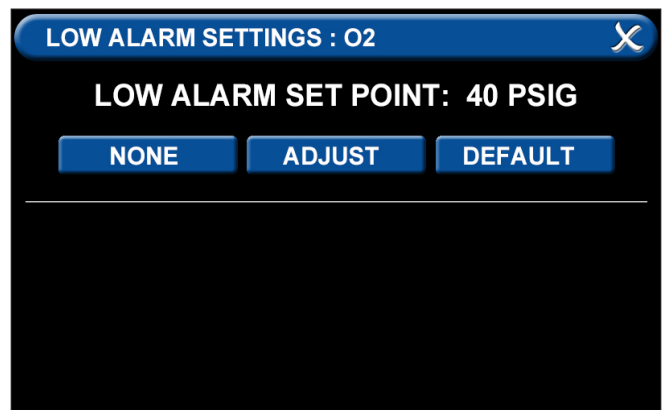 LOW ALARM SETTINGS : O2
LOW ALARM SET POINT: 40 PSIG
NONE ADJUST DEFAULT